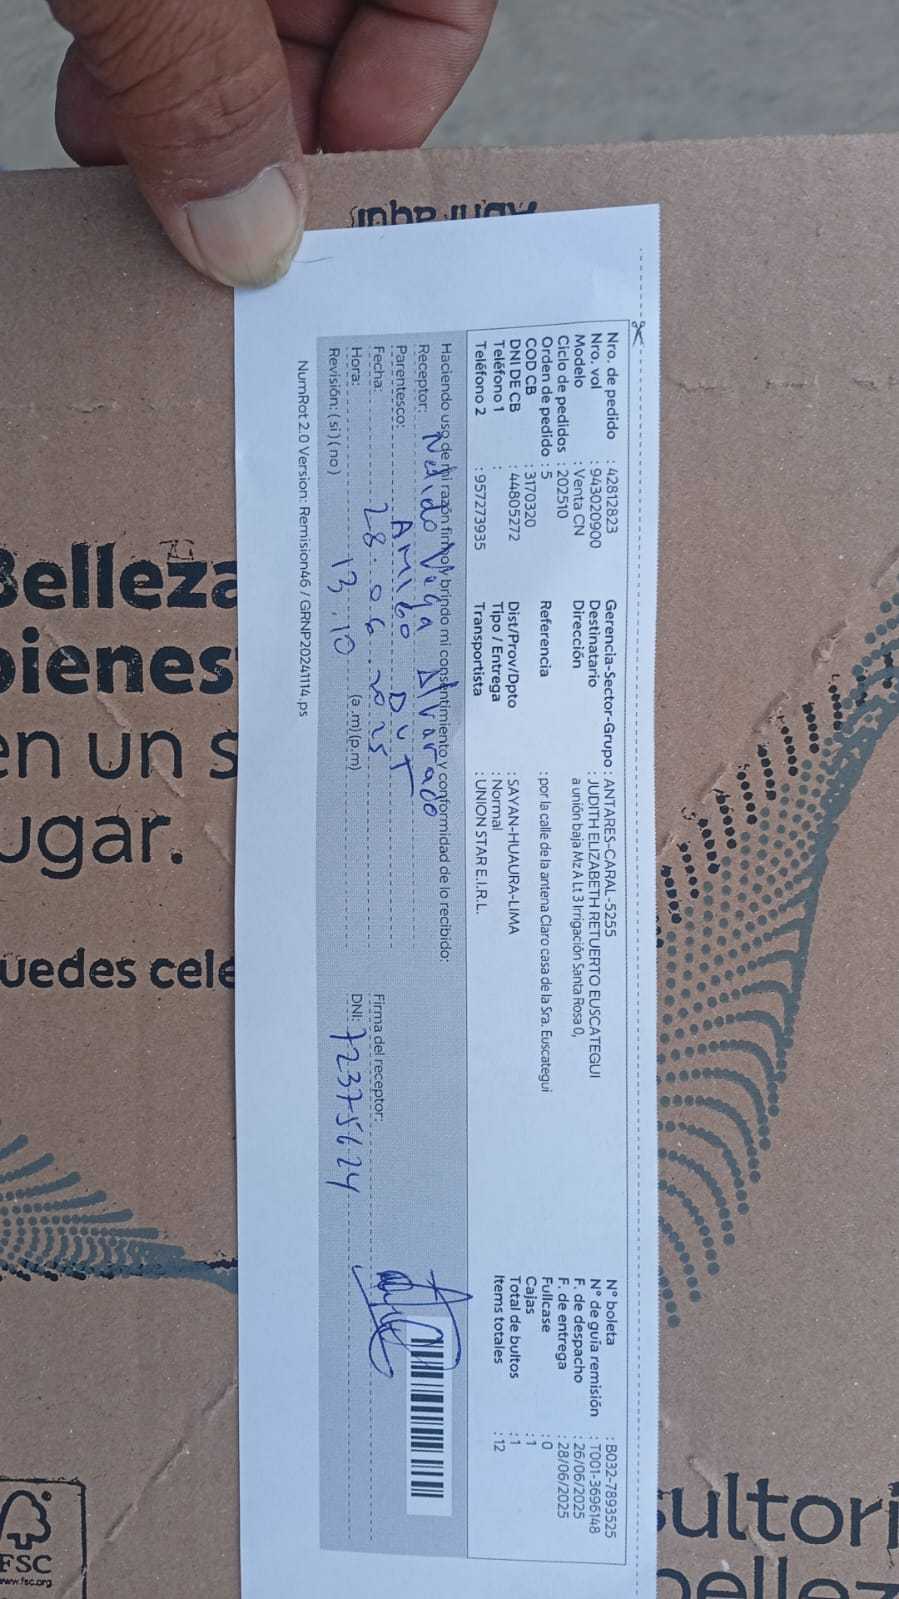 Abrir aquí
Nro. de pedido : 42812823
Nro. vol : 943020900
Modelo : Venta CN
Ciclo de pedidos : 202510
Orden de pedido : 5
COD CB : 3170320
DNI DE CB : 44805272
Teléfono 1 :
Teléfono 2 : 957273935
Gerencia-Sector-Grupo : ANTARES-CARAL-5255
Destinatario : JUDITH ELIZABETH RETUERTO EUSCATEGUI
Dirección a unión baja Mz A Lt 3 Irrigación Santa Rosa 0,
Referencia : por la calle de la antena Claro casa de la Sra. Euscategui
Dist/Prov/Dpto : SAYAN-HUAURA-LIMA
Tipo / Entrega : Normal
Transportista : UNION STAR E.I.R.L.
N° boleta : B032-7893525
N° de guía remisión : T001-3696148
F. de despacho : 26/06/2025
F. de entrega : 28/06/2025
Fullcase : 0
Cajas : 1
Total de bultos : 1
Items totales : 12
Haciendo uso de mi razón firmo y brindo mi consentimiento y conformidad de lo recibido:
Receptor: Vega Alvarado
Parentesco: Amigo
Fecha: 28.06.2025
Hora: 13.10 (a.m)(p.m)
Revisión: (si)(no)
Firma del receptor:
DNI: 72375624
NumRot 2.0 Version: Remision46 / GRNP20241114.ps
Belleza
bienes
en un s
ugar.
uedes cele
sultori
bellez
FSC
www.fsc.org